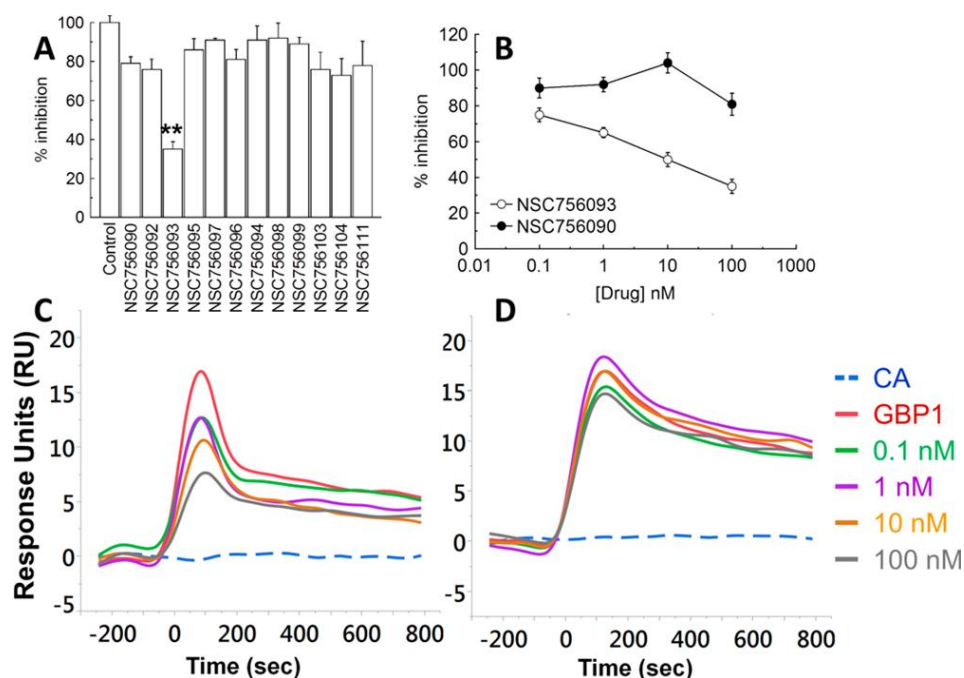 A
% inhibition
100
80
60
40
20
0
**
Control
NSC756090
NSC756092
NSC756093
NSC756095
NSC756097
NSC756096
NSC756094
NSC756098
NSC756099
NSC756103
NSC756104
NSC756111
B
% inhibition
120
100
80
60
40
20
0
NSC756093
NSC756090
0.01 0.1 1 10 100 1000
[Drug] nM
C
Response Units (RU)
20
15
10
5
0
-5
-200 0 200 400 600 800
Time (sec)
D
20
15
10
5
0
-5
-200 0 200 400 600 800
Time (sec)
CA
GBP1
0.1 nM
1 nM
10 nM
100 nM